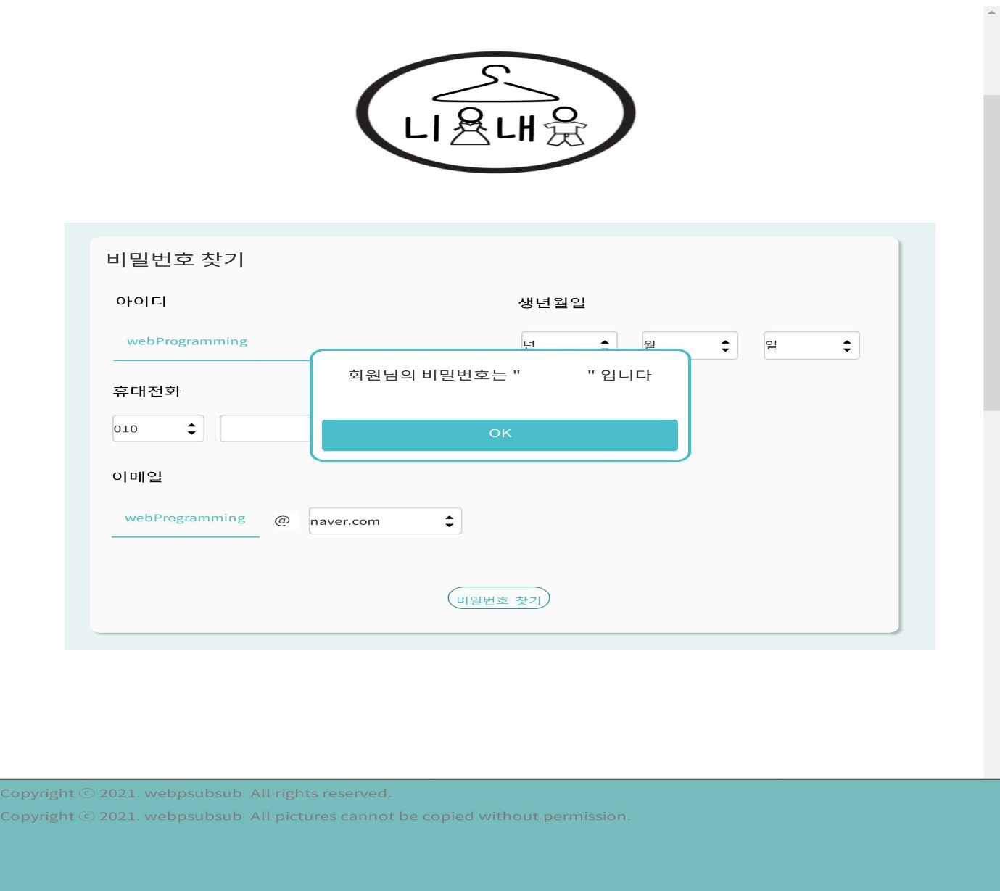 니옷내옷
비밀번호 찾기
아이디
생년월일
webProgramming
년 월 일
회원님의 비밀번호는 " " 입니다
휴대전화
010
OK
이메일
webProgramming @ naver.com
비밀번호 찾기
Copyright ⓒ 2021. webpsubsub All rights reserved.
Copyright ⓒ 2021. webpsubsub All pictures cannot be copied without permission.